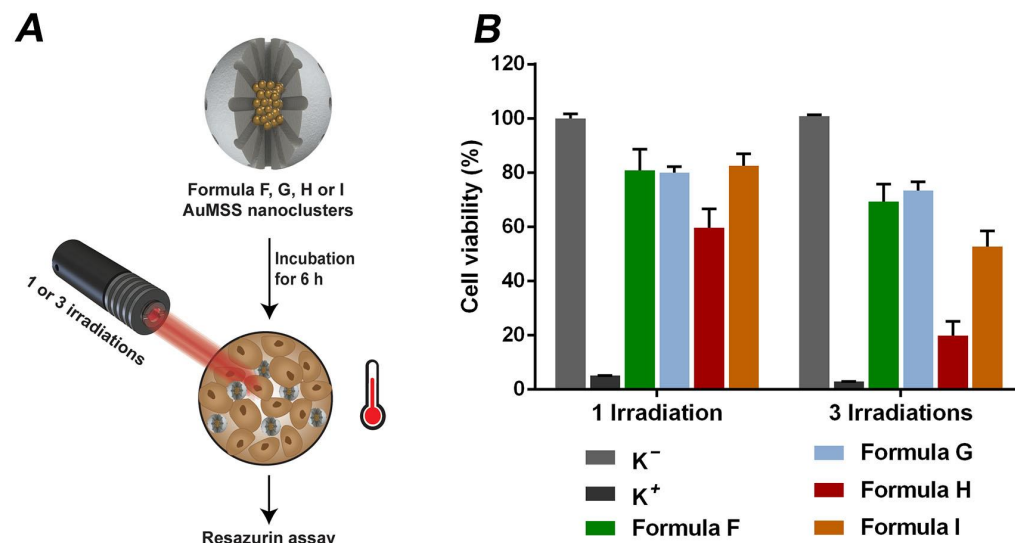 A
Formula F, G, H or I
AuMSS nanoclusters
Incubation
for 6 h
1 or 3 irradiations
Resazurin assay
B
Cell viability (%)
120
100
80
60
40
20
0
1 Irradiation
3 Irradiations
K⁻
K⁺
Formula F
Formula G
Formula H
Formula I